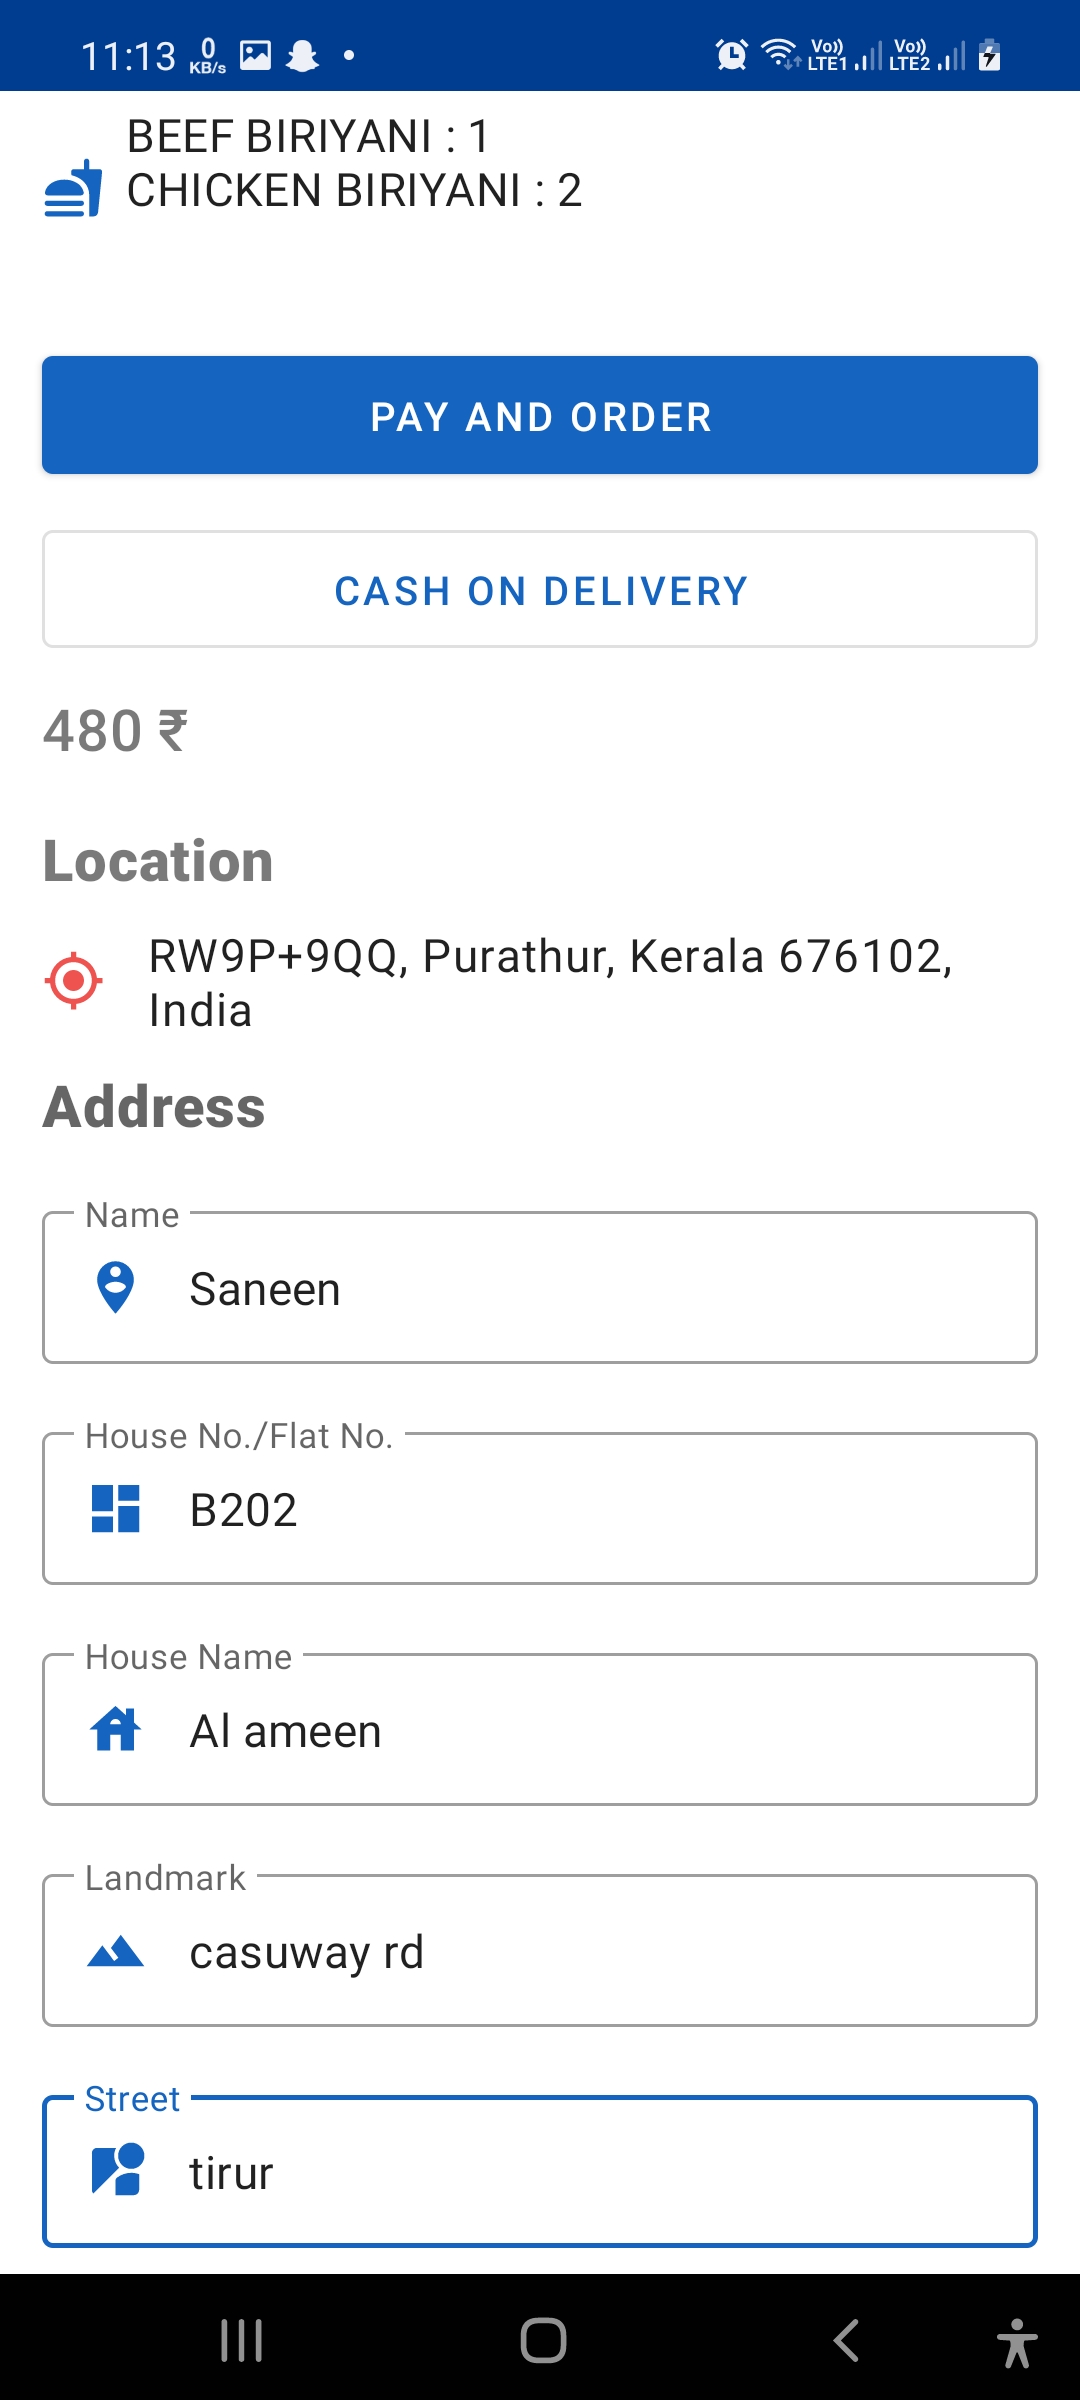 11:13 0 KB/s Vo)) LTE1 Vo)) LTE2
BEEF BIRIYANI : 1
CHICKEN BIRIYANI : 2
PAY AND ORDER
CASH ON DELIVERY
480 ₹
Location
RW9P+9QQ, Purathur, Kerala 676102,
India
Address
Name
Saneen
House No./Flat No.
B202
House Name
Al ameen
Landmark
casuway rd
Street
tirur